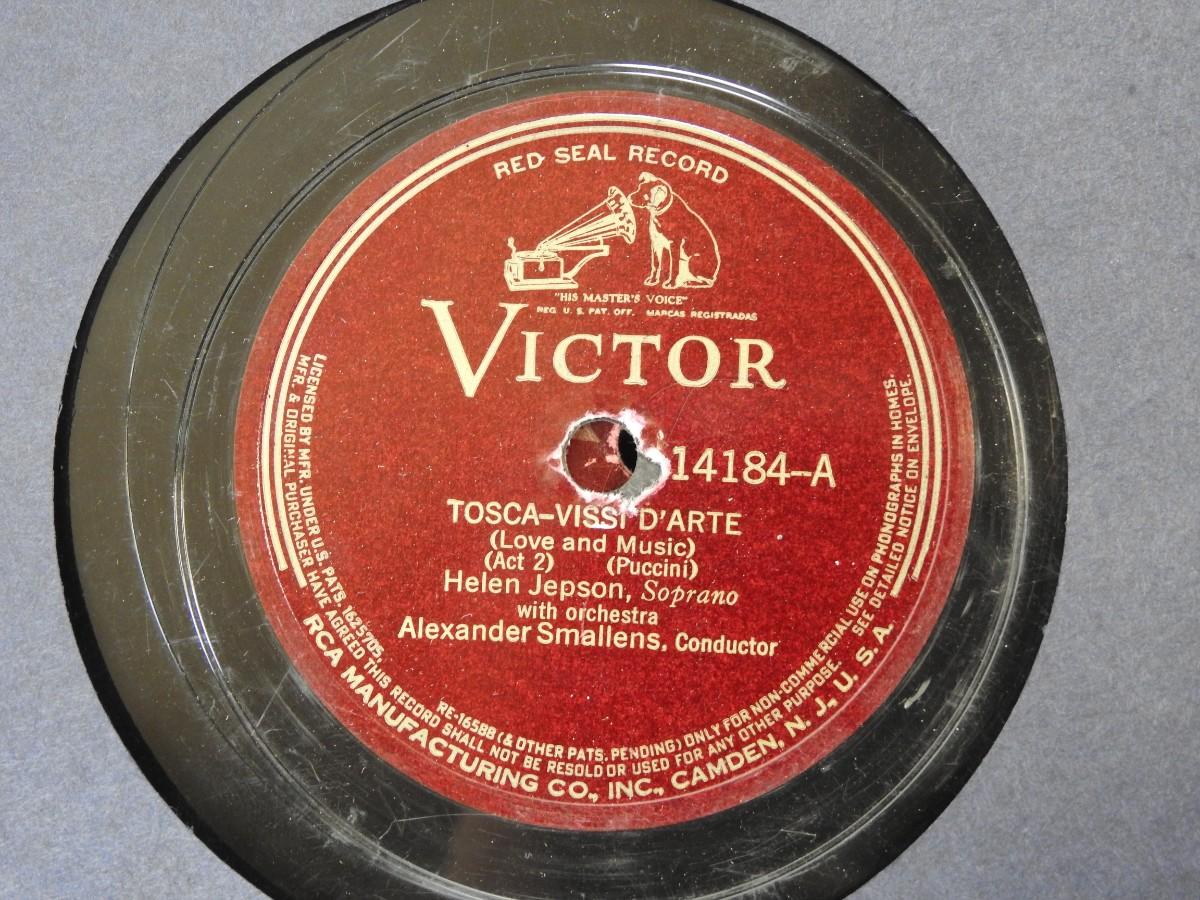 RED SEAL RECORD
"HIS MASTER'S VOICE"
REG. U. S. PAT. OFF. MARCAS REGISTRADAS
VICTOR
14184-A
TOSCA-VISSI D'ARTE
(Love and Music)
(Act 2) (Puccini)
Helen Jepson, Soprano
with orchestra
Alexander Smallens, Conductor
LICENSED BY MFR. UNDER U. S. PATS. 1625705, RE-16588 (& OTHER PATS. PENDING) ONLY FOR NON-COMMERCIAL USE ON PHONOGRAPHS IN HOMES.
MFR. & ORIGINAL PURCHASER HAVE AGREED THIS RECORD SHALL NOT BE RESOLD OR USED FOR ANY OTHER PURPOSE. SEE DETAILED NOTICE ON ENVELOPE.
RCA MANUFACTURING CO., INC., CAMDEN, N. J., U. S. A.